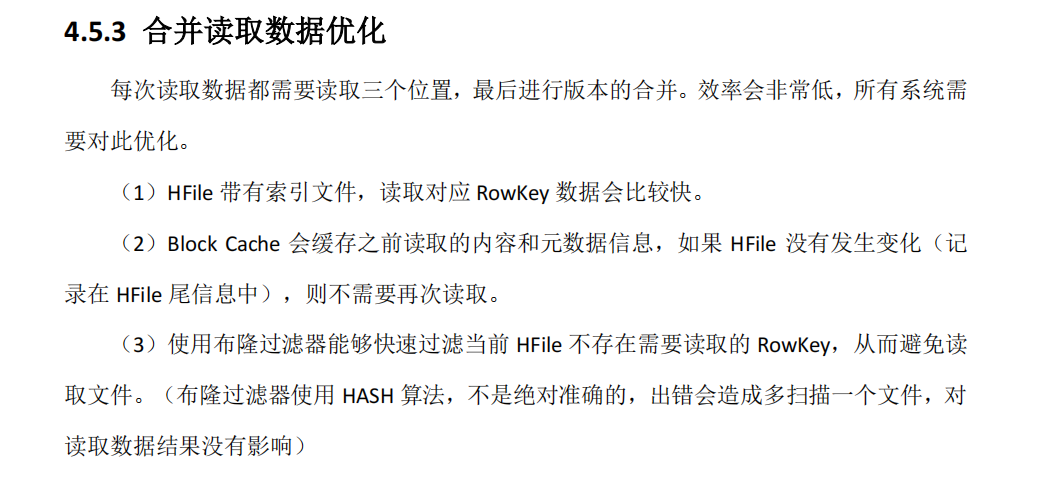 4.5.3 合并读取数据优化
每次读取数据都需要读取三个位置，最后进行版本的合并。效率会非常低，所有系统需
要对此优化。
（1）HFile 带有索引文件，读取对应 RowKey 数据会比较快。
（2）Block Cache 会缓存之前读取的内容和元数据信息，如果 HFile 没有发生变化（记
录在 HFile 尾信息中），则不需要再次读取。
（3）使用布隆过滤器能够快速过滤当前 HFile 不存在需要读取的 RowKey，从而避免读
取文件。（布隆过滤器使用 HASH 算法，不是绝对准确的，出错会造成多扫描一个文件，对
读取数据结果没有影响）